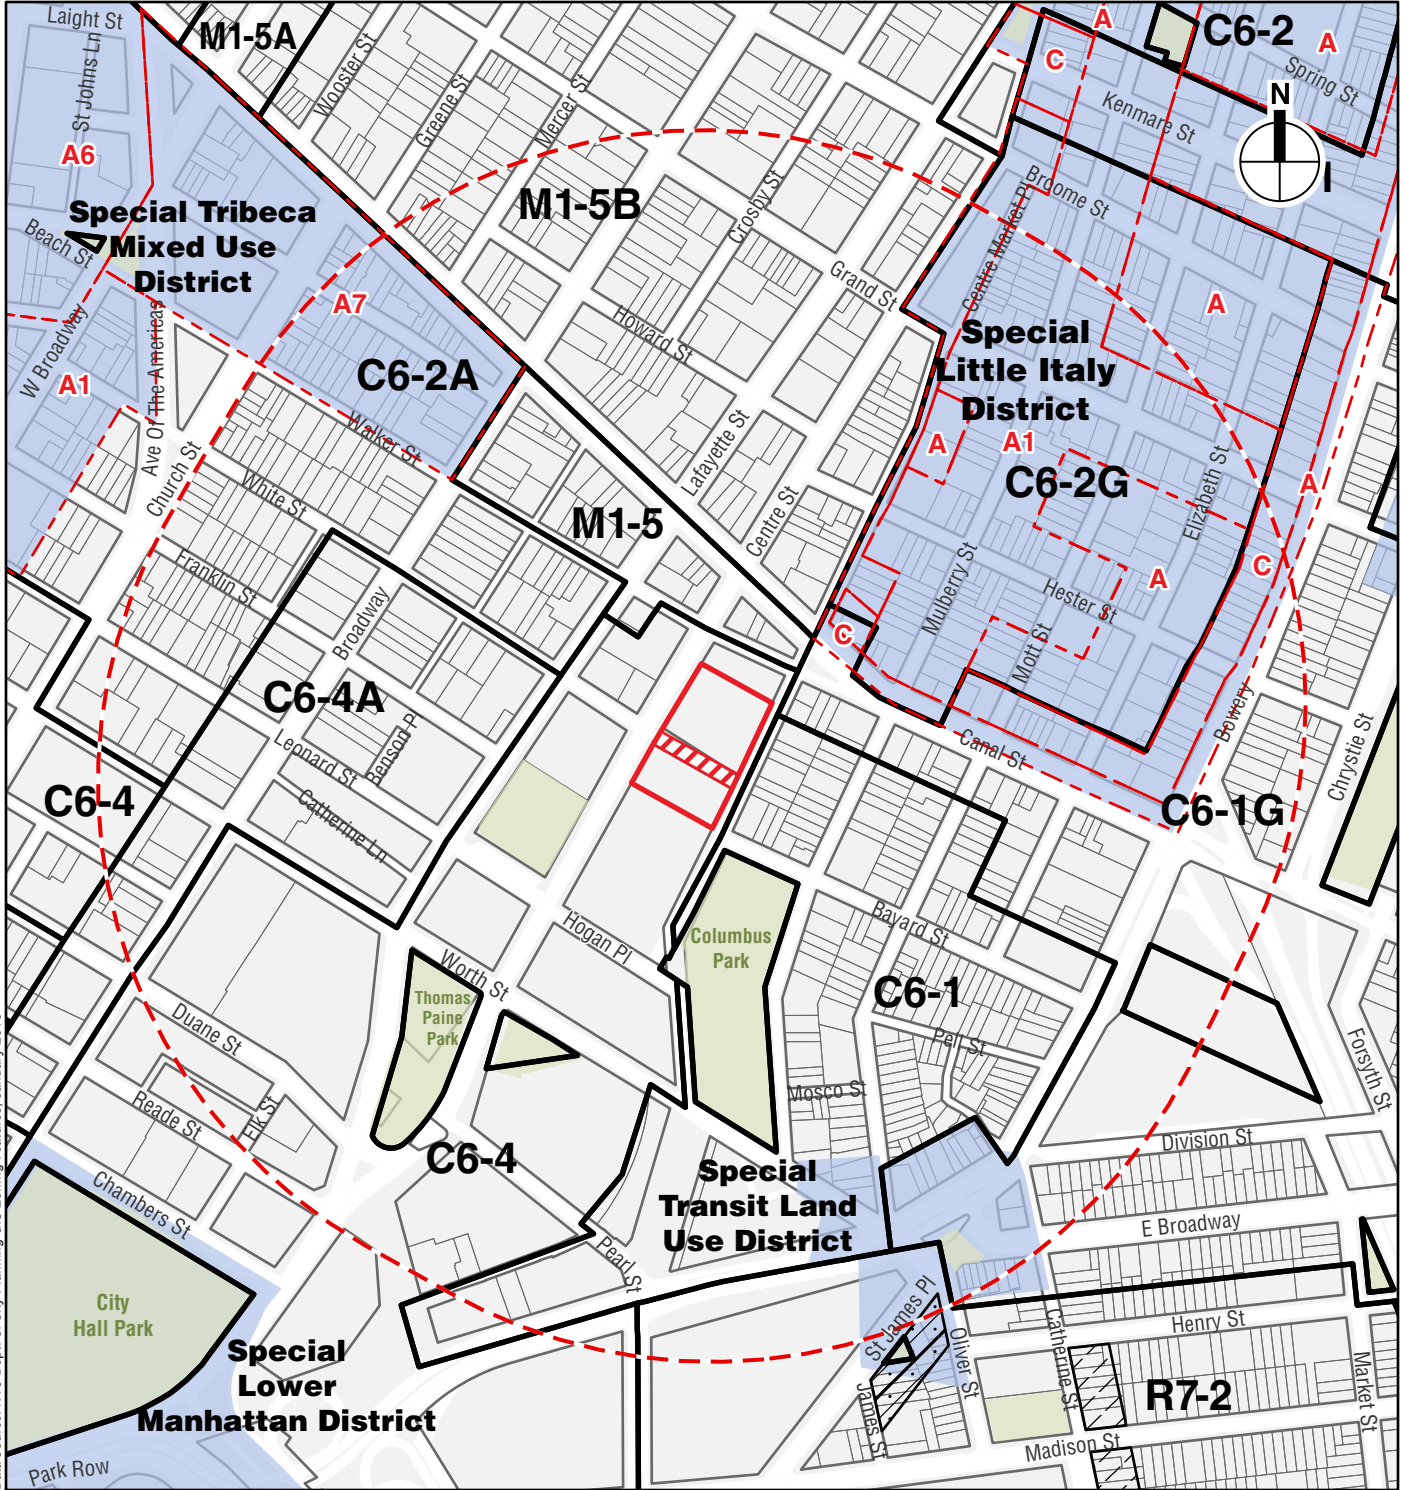 Laight St
St Johns Ln
M1-5A
Wooster St
Greene St
Mercer St
A
C6-2
A
C
Spring St
N
Kenmare St
A6
Special Tribeca
Mixed Use
District
Beach St
M1-5B
Crosby St
Broome St
Centre Market Pl
Grand St
A7
A
W Broadway
Ave Of The Americas
Howard St
Special
Little Italy
District
C6-2A
A1
Walker St
Church St
White St
Lafayette St
Centre St
M1-5
A
A1
C6-2G
Elizabeth St
A
Franklin St
Broadway
Mulberry St
Hester St
A
C
Mott St
C
C6-4A
Leonard St
Benson Pl
Catherine Ln
C6-4
Canal St
Bowery
Chrystie St
C6-1G
Hogan Pl
Worth St
Columbus
Park
Bayard St
C6-1
Thomas
Paine
Park
Duane St
Pell St
Mosco St
Forsyth St
Reade St
Elk St
C6-4
Division St
Chambers St
Special
Transit Land
Use District
E Broadway
Pearl St
City
Hall Park
St James Pl
Oliver St
Catherine St
Henry St
Special
Lower
Manhattan District
James St
R7-2
Market St
Madison St
Park Row